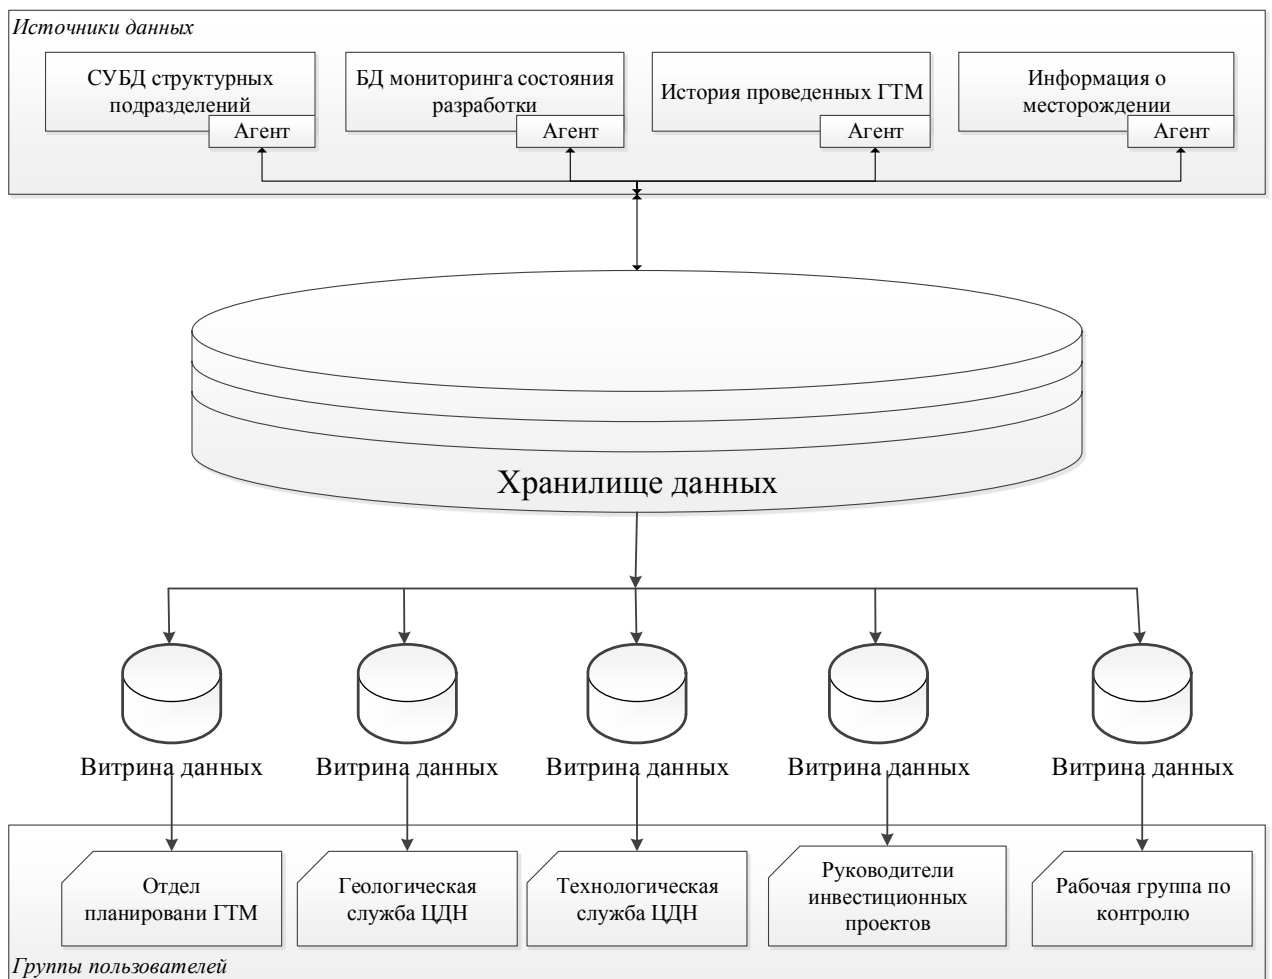 Источники данных
СУБД структурных
подразделений
Агент
БД мониторинга состояния
разработки
Агент
История проведенных ГТМ
Агент
Информация о
месторождении
Агент
Хранилище данных
Витрина данных
Витрина данных
Витрина данных
Витрина данных
Витрина данных
Отдел
планировани ГТМ
Геологическая
служба ЦДН
Технологическая
служба ЦДН
Руководители
инвестиционных
проектов
Рабочая группа по
контролю
Группы пользователей